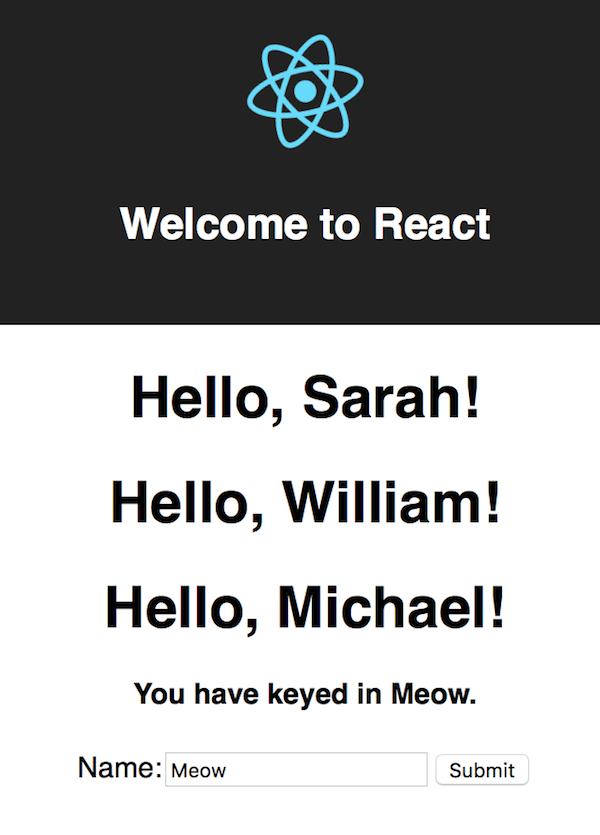 Welcome to React
Hello, Sarah!
Hello, William!
Hello, Michael!
You have keyed in Meow.
Name: Meow Submit